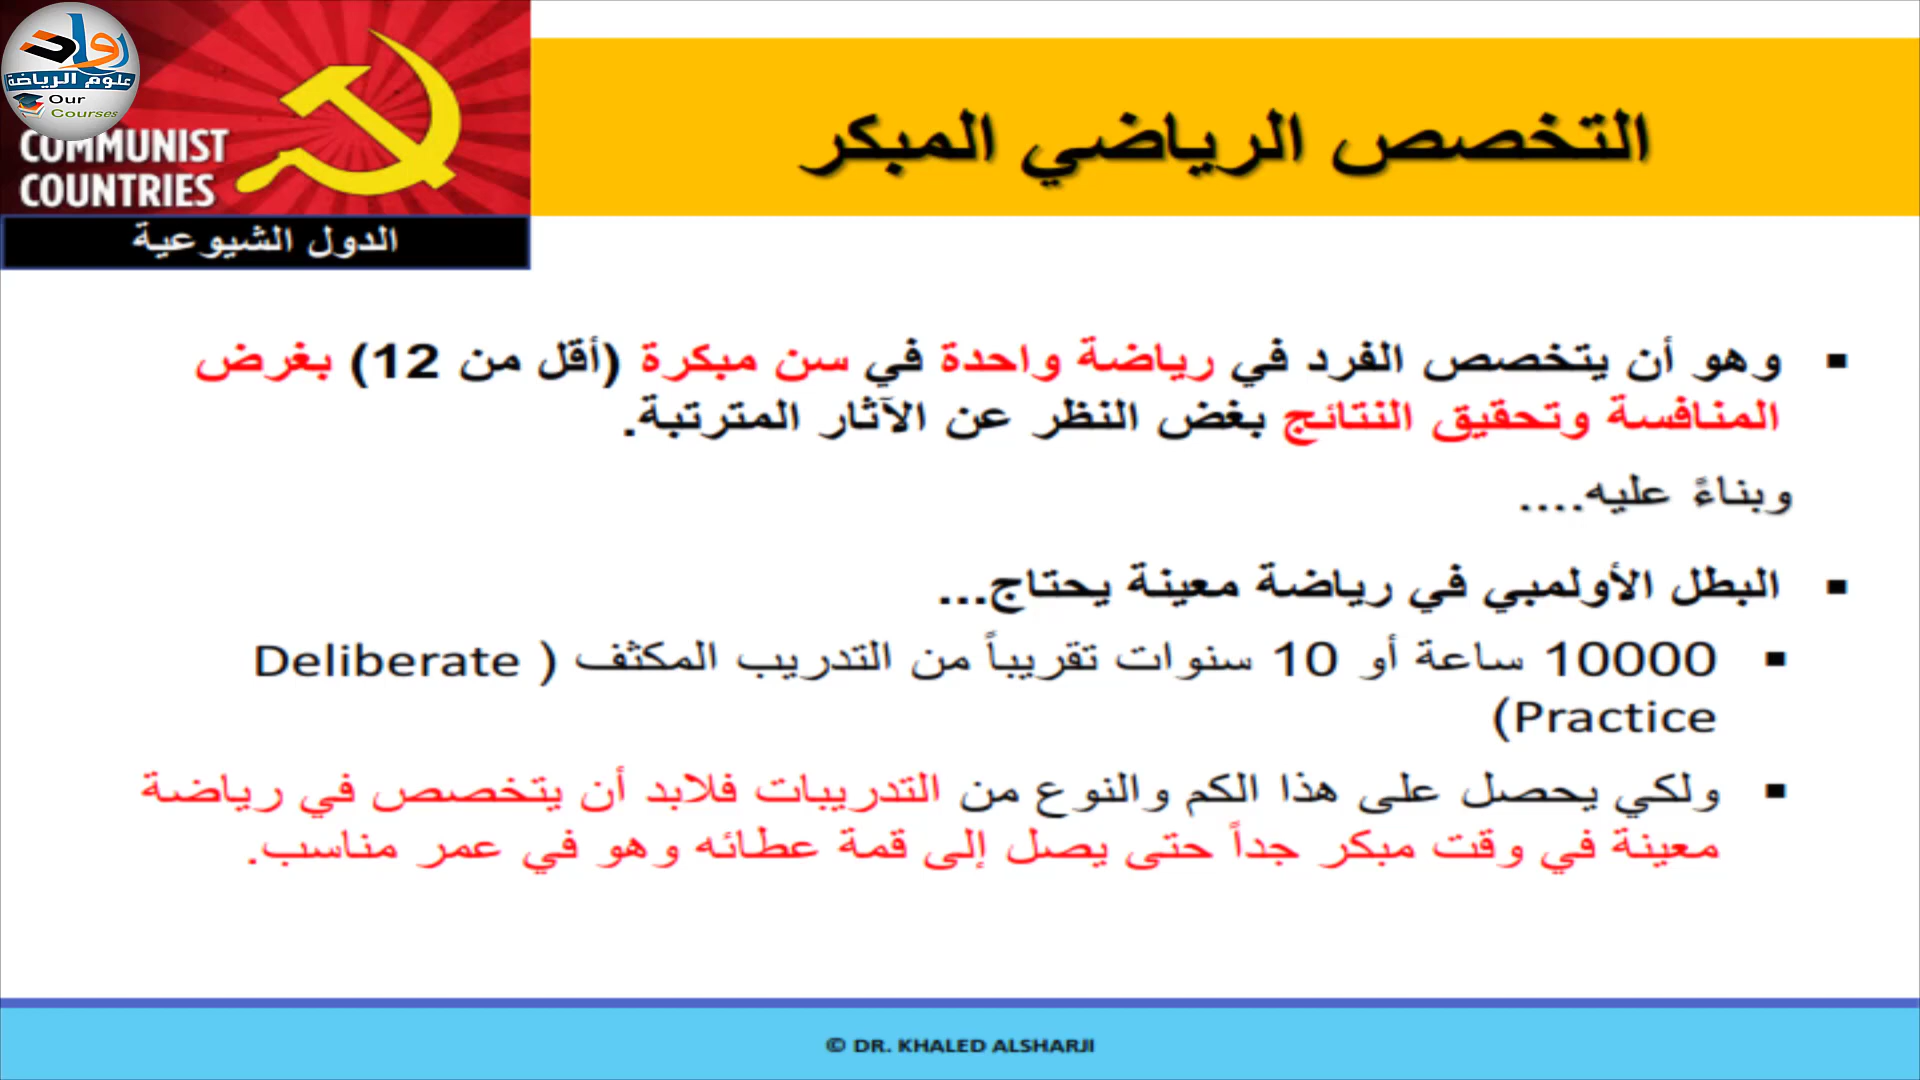 رواد
علوم الرياضة
Our
Courses
COMMUNIST
COUNTRIES
الدول الشيوعية
التخصص الرياضي المبكر
▪ وهو أن يتخصص الفرد في رياضة واحدة في سن مبكرة (أقل من 12) بغرض
المنافسة وتحقيق النتائج بغض النظر عن الآثار المترتبة.
وبناءً عليه....
▪ البطل الأولمبي في رياضة معينة يحتاج...
▪ 10000 ساعة أو 10 سنوات تقريباً من التدريب المكثف ( Deliberate
Practice)
▪ ولكي يحصل على هذا الكم والنوع من التدريبات فلابد أن يتخصص في رياضة
معينة في وقت مبكر جداً حتى يصل إلى قمة عطائه وهو في عمر مناسب.
© DR. KHALED ALSHARJI